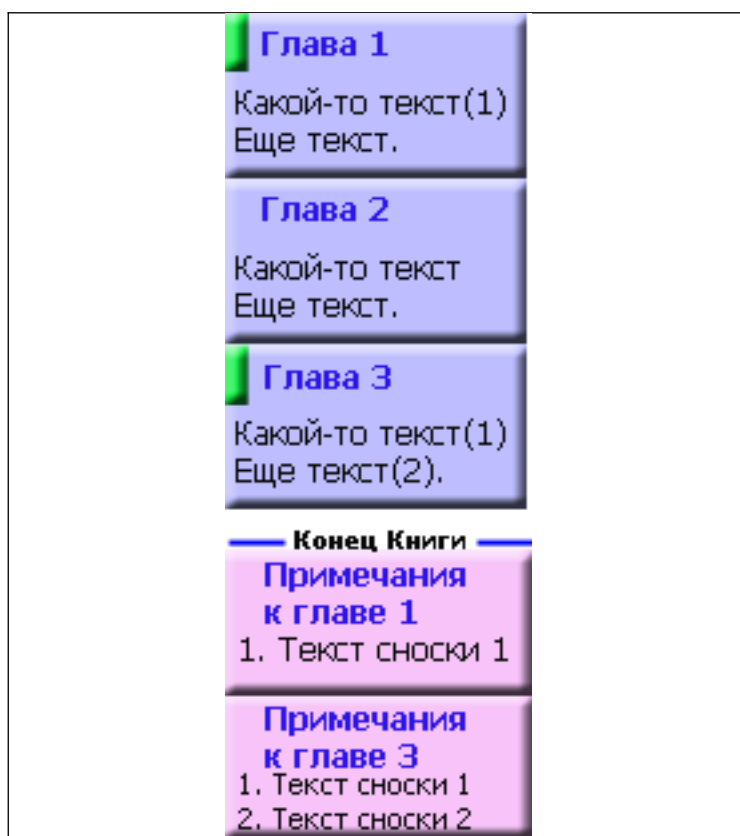 Глава 1
Какой-то текст(1)
Еще текст.
Глава 2
Какой-то текст
Еще текст.
Глава 3
Какой-то текст(1)
Еще текст(2).
Конец Книги
Примечания
к главе 1
1. Текст сноски 1
Примечания
к главе 3
1. Текст сноски 1
2. Текст сноски 2